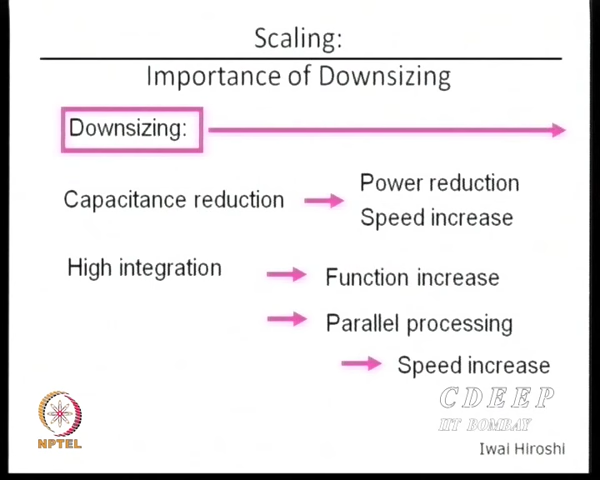 Scaling:
Importance of Downsizing
Downsizing:
Capacitance reduction
Power reduction
Speed increase
High integration
Function increase
Parallel processing
Speed increase
CDEEP
IIT BOMBAY
NPTEL
Iwai Hiroshi